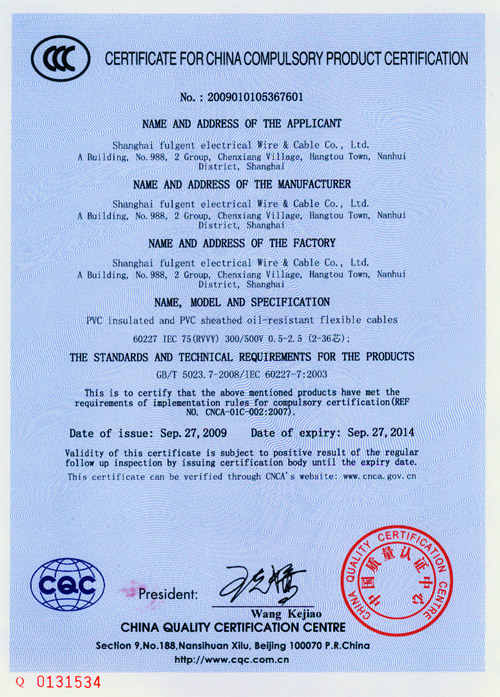 CCC
CERTIFICATE FOR CHINA COMPULSORY PRODUCT CERTIFICATION
No.: 2009010105367601
NAME AND ADDRESS OF THE APPLICANT
Shanghai fulgent electrical Wire & Cable Co., Ltd.
A Building, No.988, 2 Group, Chenxiang Village, Hangtou Town, Nanhui
District, Shanghai
NAME AND ADDRESS OF THE MANUFACTURER
Shanghai fulgent electrical Wire & Cable Co., Ltd.
A Building, No.988, 2 Group, Chenxiang Village, Hangtou Town, Nanhui
District, Shanghai
NAME AND ADDRESS OF THE FACTORY
Shanghai fulgent electrical Wire & Cable Co., Ltd.
A Building, No.988, 2 Group, Chenxiang Village, Hangtou Town, Nanhui
District, Shanghai
NAME, MODEL AND SPECIFICATION
PVC insulated and PVC sheathed oil-resistant flexible cables
60227 IEC 75(RVVY) 300/500V 0.5-2.5 (2-36芯);
THE STANDARDS AND TECHNICAL REQUIREMENTS FOR THE PRODUCTS
GB/T 5023.7-2008/IEC 60227-7:2003
This is to certify that the above mentioned products have met the
requirements of implementation rules for compulsory certification(REF
NO. CNCA-01C-002:2007).
Date of issue: Sep. 27, 2009 Date of expiry: Sep. 27, 2014
Validity of this certificate is subject to positive result of the regular
follow up inspection by issuing certification body until the expiry date.
This certificate can be verified through CNCA's website: www.cnca.gov.cn
CHINA QUALITY CERTIFICATION CENTRE
中国质量认证中心
CQC
President:
Wang Kejiao
CHINA QUALITY CERTIFICATION CENTRE
Section 9,No.188,Nansihuan Xilu, Beijing 100070 P.R.China
http://www.cqc.com.cn
Q 0131534